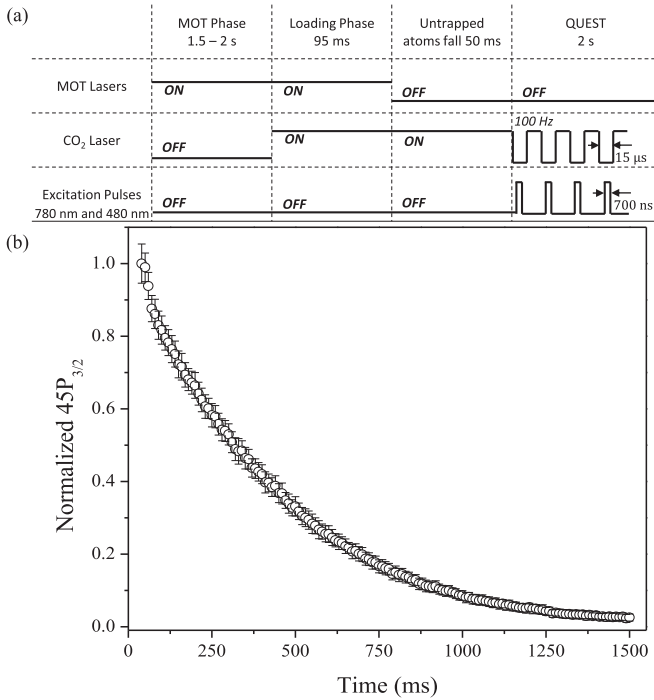 (a)
MOT Phase
1.5 – 2 s
Loading Phase
95 ms
Untrapped
atoms fall 50 ms
QUEST
2 s
MOT Lasers
ON
ON
OFF
OFF
CO₂ Laser
OFF
ON
ON
100 Hz
15 µs
Excitation Pulses
780 nm and 480 nm
OFF
OFF
OFF
700 ns
(b)
Normalized 45P₃/₂
1.0
0.8
0.6
0.4
0.2
0.0
0
250
500
750
1000
1250
1500
Time (ms)